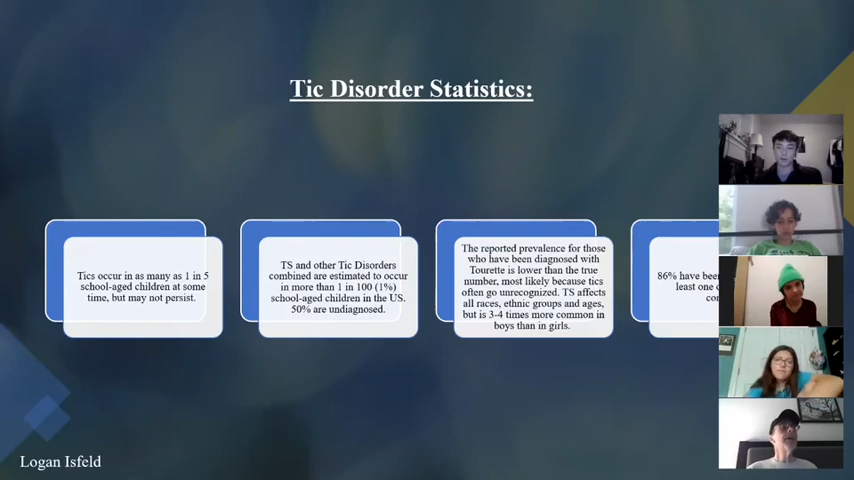 Tic Disorder Statistics:
Tics occur in as many as 1 in 5
school-aged children at some
time, but may not persist.
TS and other Tic Disorders
combined are estimated to occur
in more than 1 in 100 (1%)
school-aged children in the US.
50% are undiagnosed.
The reported prevalence for those
who have been diagnosed with
Tourette is lower than the true
number, most likely because tics
often go unrecognized. TS affects
all races, ethnic groups and ages,
but is 3-4 times more common in
boys than in girls.
86% have been
least one
Logan Isfeld